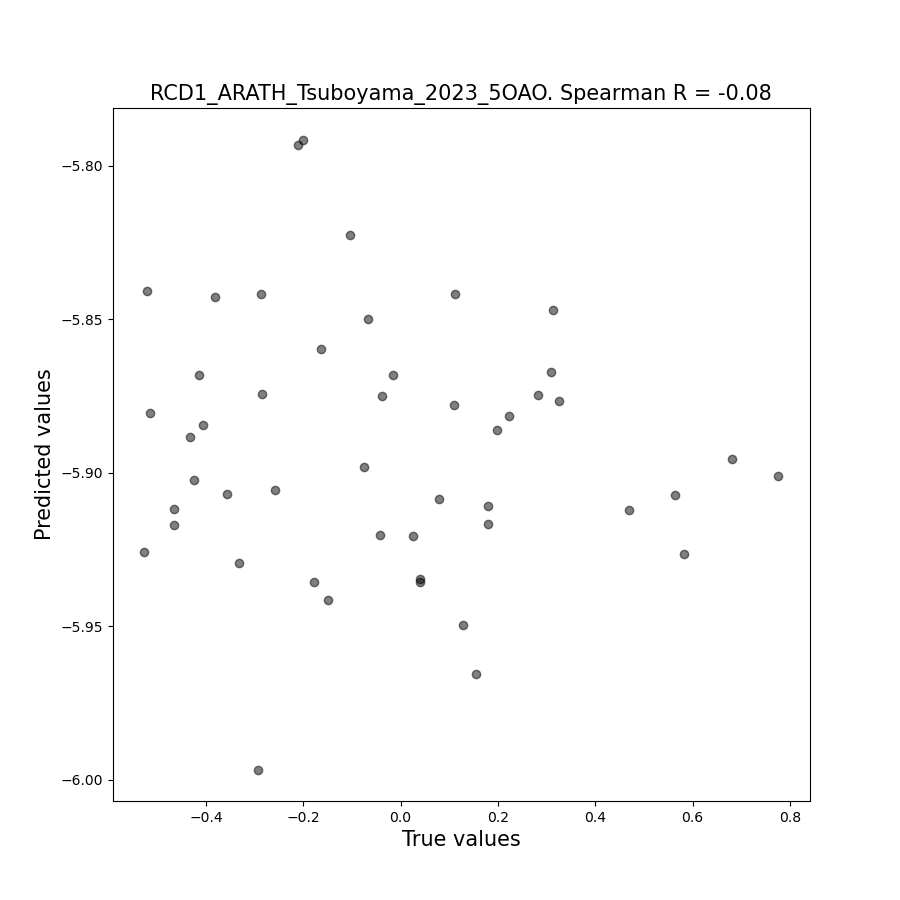 RCD1_ARATH_Tsuboyama_2023_5OAO. Spearman R = -0.08
Predicted values
−5.80
−5.85
−5.90
−5.95
−6.00
−0.4 −0.2 0.0 0.2 0.4 0.6 0.8
True values